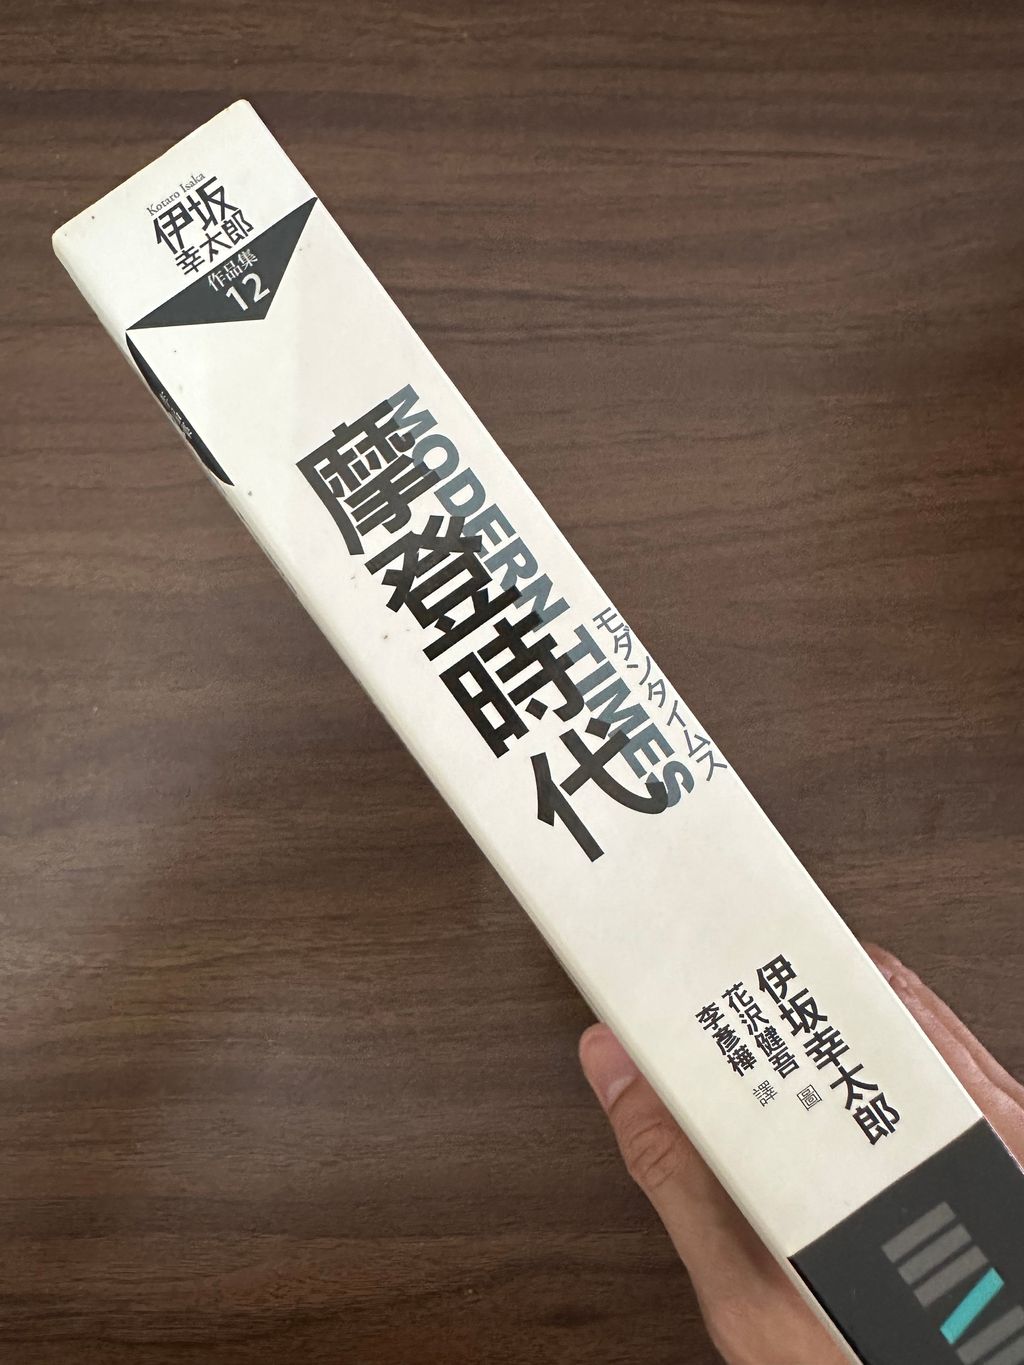 Kotaro Isaka
伊坂
幸太郎
作品集
12
摩登時代
MODERN TIMES
モダンタイムス
伊坂幸太郎
花沢健吾 圖
李彥樺 譯